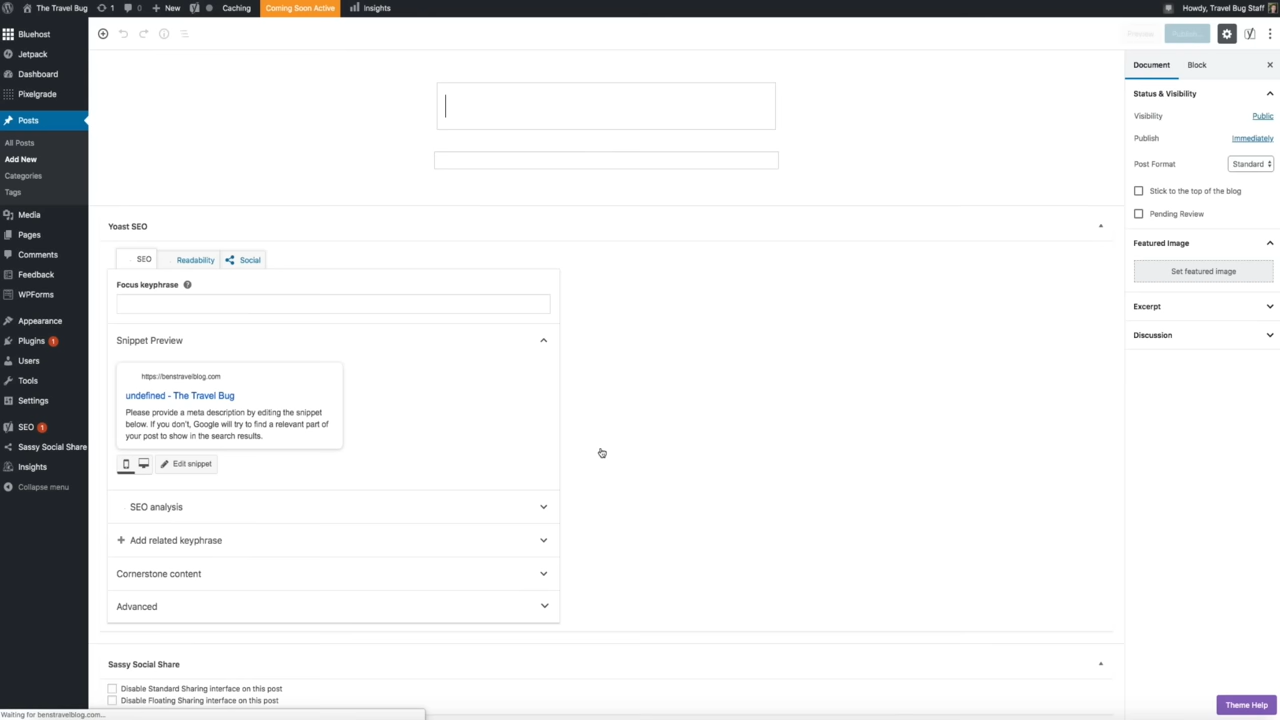 The Travel Bug 1 0 + New Caching Coming Soon Active Insights Howdy, Travel Bug Staff
Bluehost
Jetpack
Dashboard
Pixelgrade
Posts
All Posts
Add New
Categories
Tags
Media
Pages
Comments
Feedback
WPForms
Appearance
Plugins 1
Users
Tools
Settings
SEO 1
Sassy Social Share
Insights
Collapse menu
Preview Publish...
Yoast SEO
SEO Readability Social
Focus keyphrase ?
Snippet Preview
https://benstravelblog.com
undefined - The Travel Bug
Please provide a meta description by editing the snippet
below. If you don't, Google will try to find a relevant part of
your post to show in the search results.
Edit snippet
SEO analysis
+ Add related keyphrase
Cornerstone content
Advanced
Sassy Social Share
Disable Standard Sharing interface on this post
Disable Floating Sharing interface on this post
Document Block
Status & Visibility
Visibility Public
Publish Immediately
Post Format Standard
Stick to the top of the blog
Pending Review
Featured Image
Set featured image
Excerpt
Discussion
Theme Help
Waiting for benstravelblog.com...